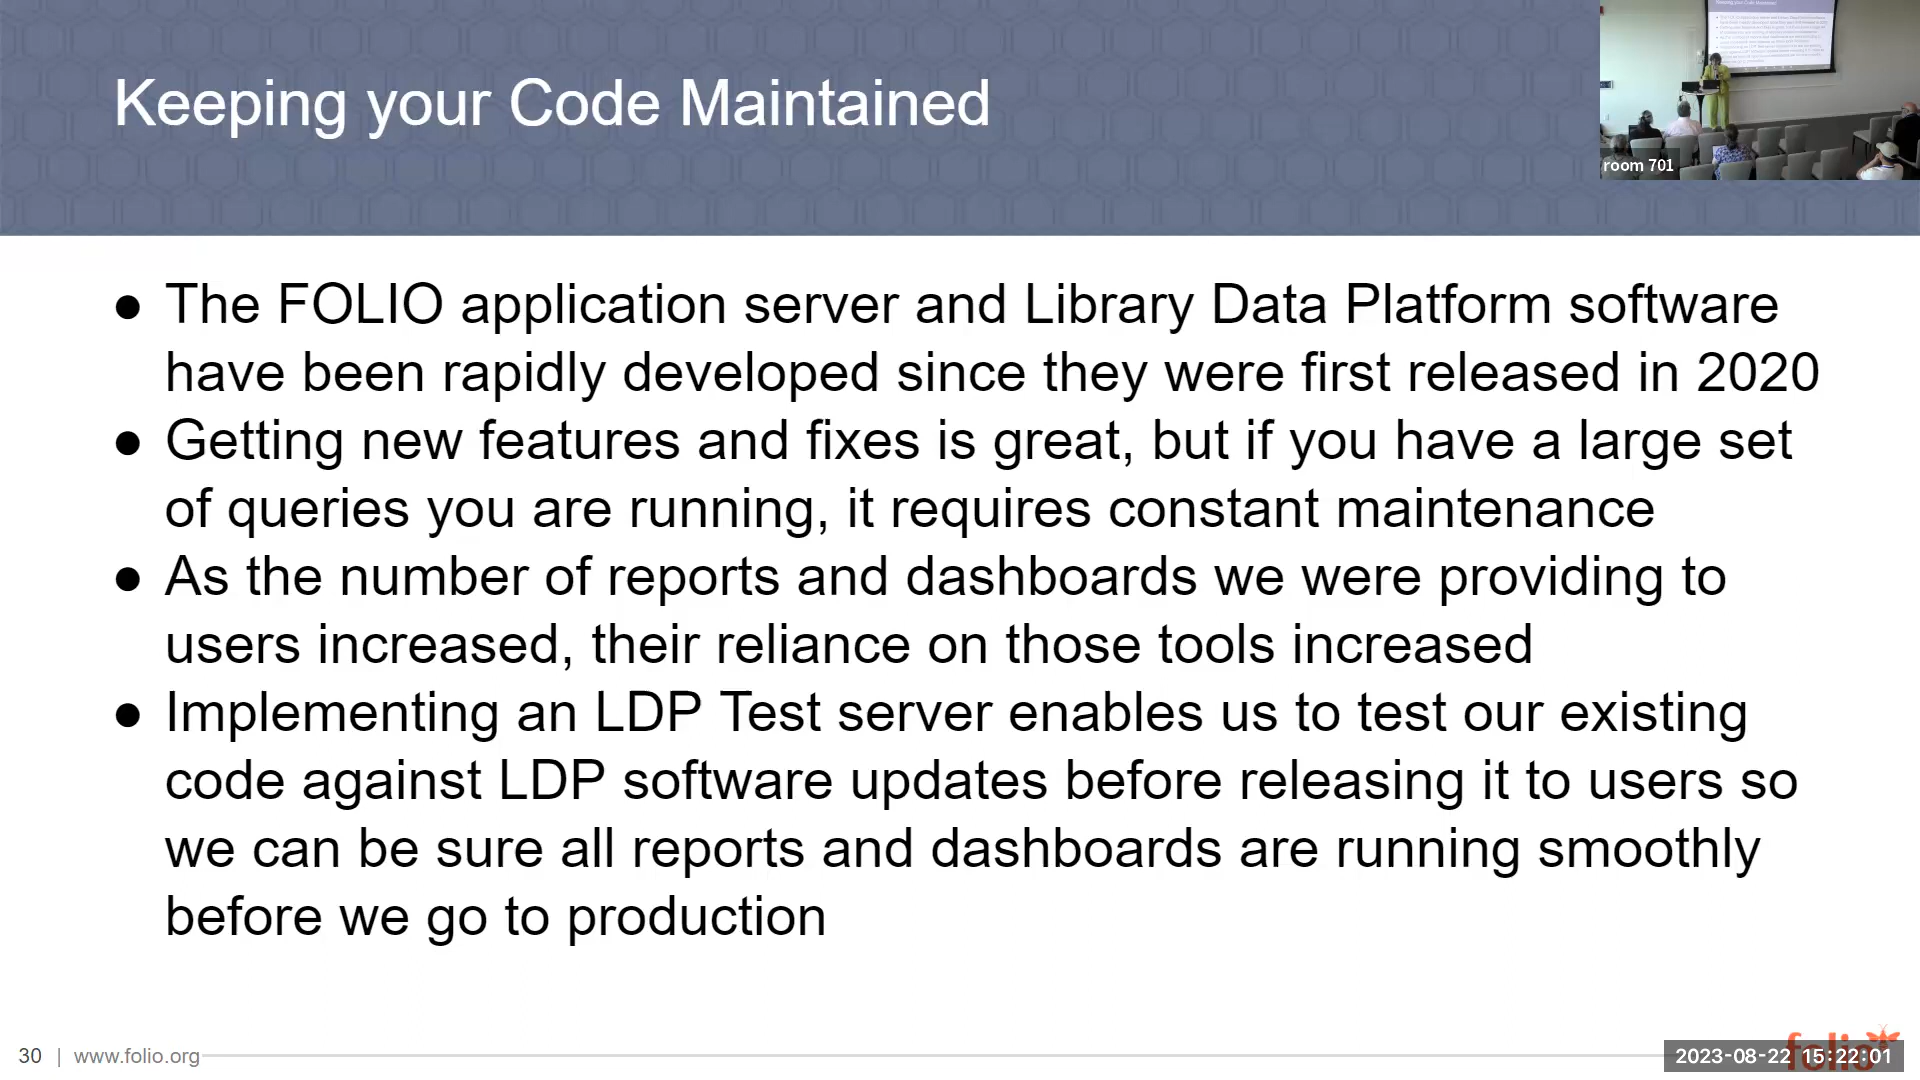 Keeping your Code Maintained
room 701
● The FOLIO application server and Library Data Platform software
have been rapidly developed since they were first released in 2020
● Getting new features and fixes is great, but if you have a large set
of queries you are running, it requires constant maintenance
● As the number of reports and dashboards we were providing to
users increased, their reliance on those tools increased
● Implementing an LDP Test server enables us to test our existing
code against LDP software updates before releasing it to users so
we can be sure all reports and dashboards are running smoothly
before we go to production
30 | www.folio.org
folio
2023-08-22 15:22:01